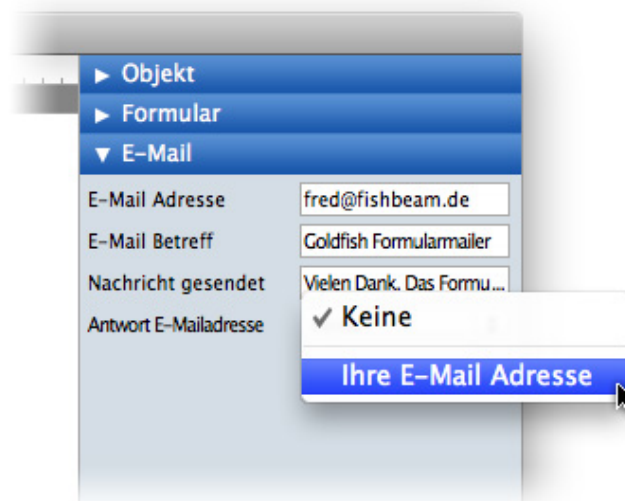 Objekt
Formular
E-Mail
E-Mail Adresse fred@fishbeam.de
E-Mail Betreff Goldfish Formularmailer
Nachricht gesendet Vielen Dank. Das Formu...
Antwort E-Mailadresse
Keine
Ihre E-Mail Adresse